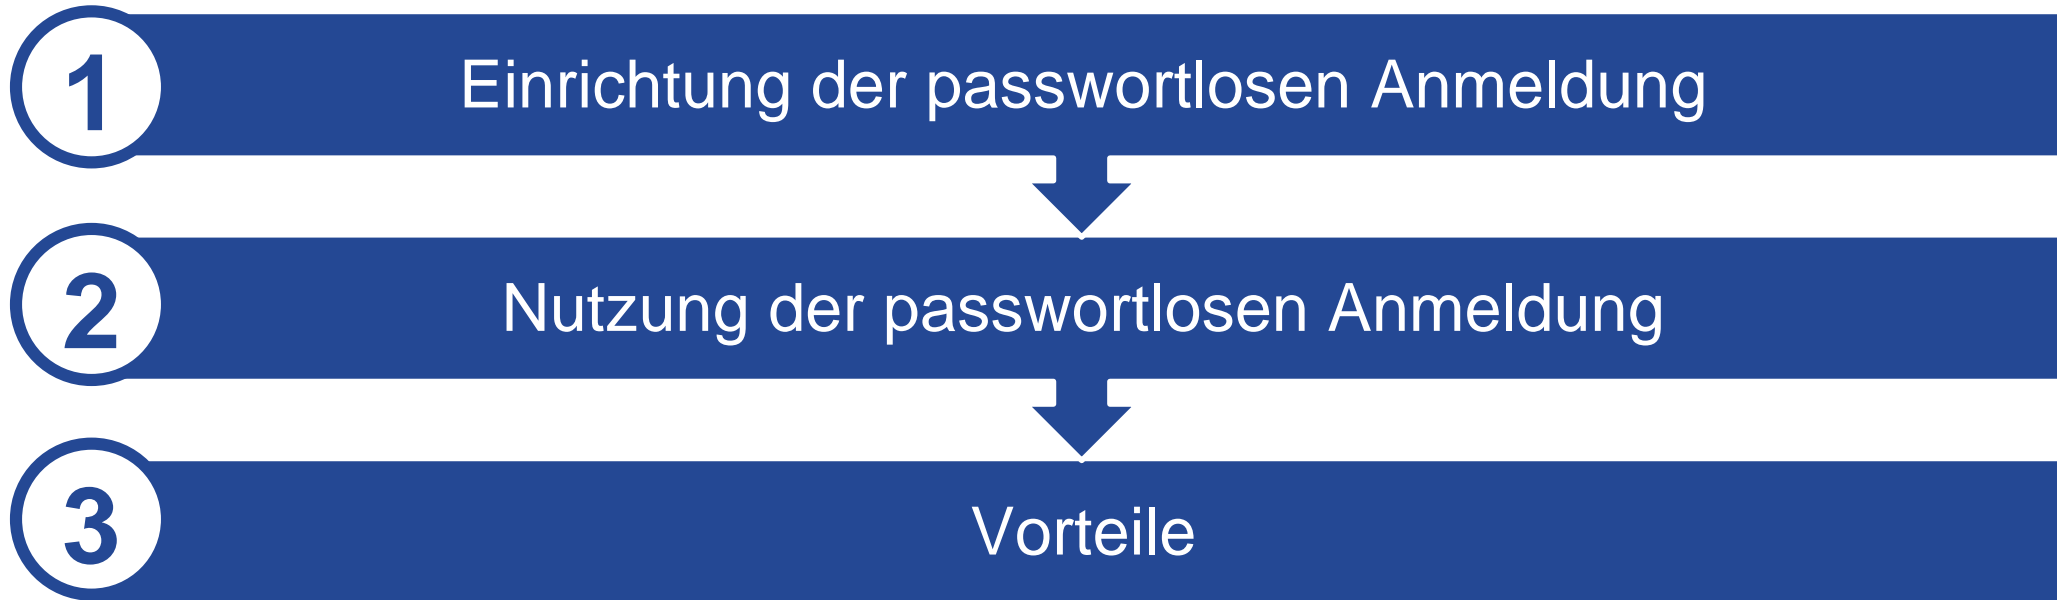 1
Einrichtung der passwortlosen Anmeldung
2
Nutzung der passwortlosen Anmeldung
3
Vorteile